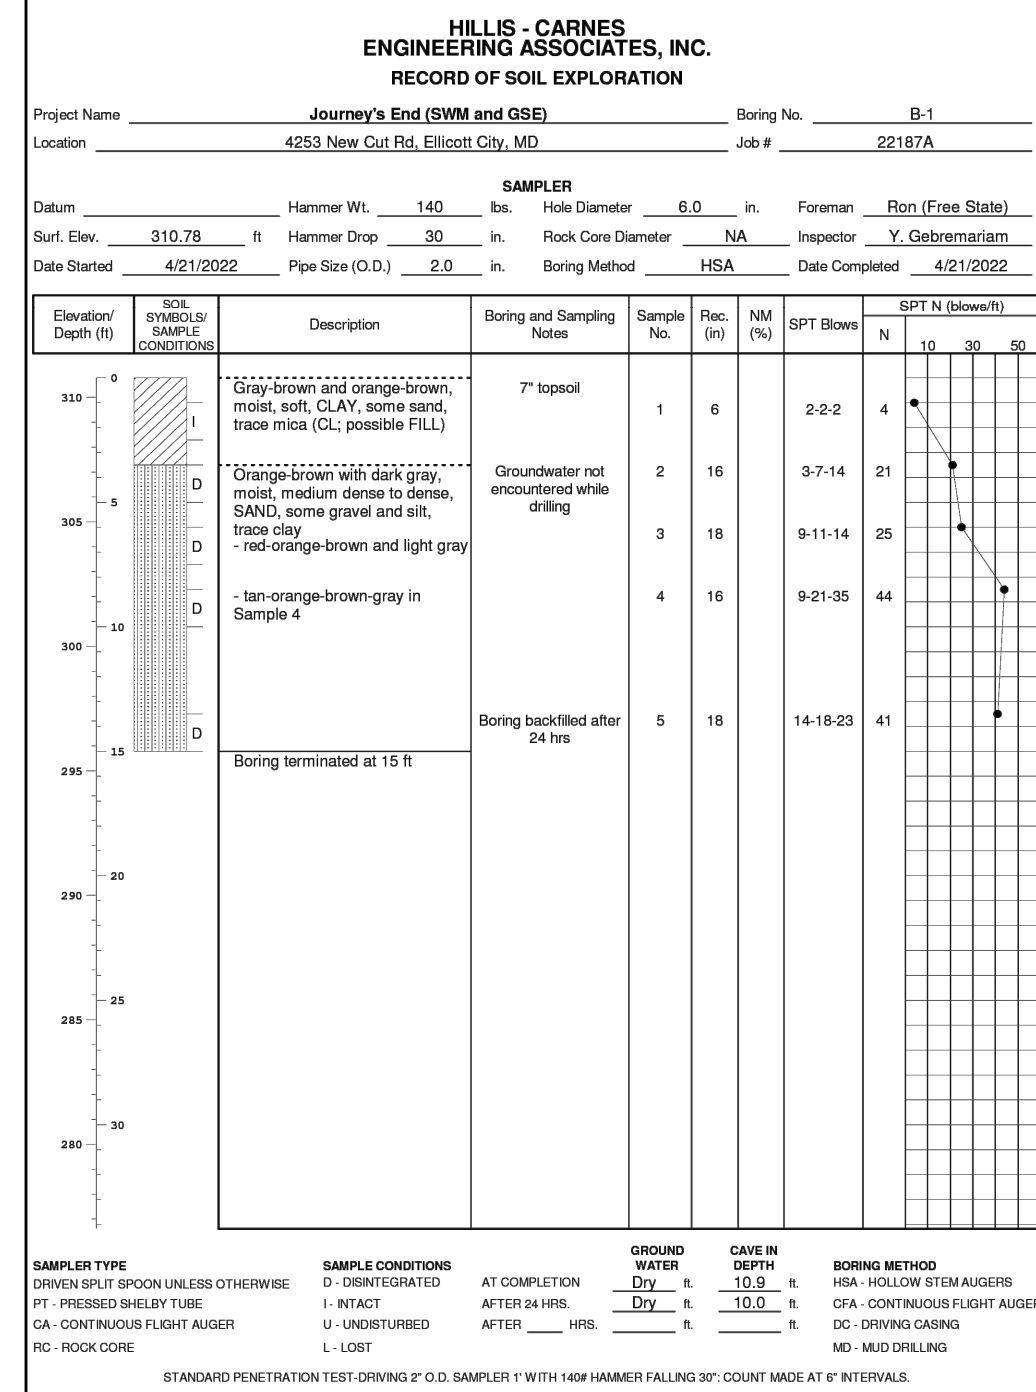 HILLIS - CARNES
ENGINEERING ASSOCIATES, INC.
RECORD OF SOIL EXPLORATION
Project Name Journey's End (SWM and GSE) Boring No. B-1
Location 4253 New Cut Rd, Ellicott City, MD Job # 22187A
SAMPLER
Datum Hammer Wt. 140 lbs. Hole Diameter 6.0 in. Foreman Ron (Free State)
Surf. Elev. 310.78 ft Hammer Drop 30 in. Rock Core Diameter NA Inspector Y. Gebremariam
Date Started 4/21/2022 Pipe Size (O.D.) 2.0 in. Boring Method HSA Date Completed 4/21/2022
Elevation/
Depth (ft)
SOIL
SYMBOLS/
SAMPLE
CONDITIONS
Description
Boring and Sampling
Notes
Sample
No.
Rec.
(in)
NM
(%)
SPT Blows
SPT N (blows/ft)
N
10 30 50
0
310
Gray-brown and orange-brown,
moist, soft, CLAY, some sand,
trace mica (CL; possible FILL)
7" topsoil
I
1 6 2-2-2 4
Orange-brown with dark gray,
moist, medium dense to dense,
SAND, some gravel and silt,
trace clay
- red-orange-brown and light gray
Groundwater not
encountered while
drilling
D
2 16 3-7-14 21
5
305
D
3 18 9-11-14 25
- tan-orange-brown-gray in
Sample 4
D
4 16 9-21-35 44
10
300
Boring backfilled after
24 hrs
D
5 18 14-18-23 41
15
Boring terminated at 15 ft
295
20
290
25
285
30
280
SAMPLER TYPE
DRIVEN SPLIT SPOON UNLESS OTHERWISE
PT - PRESSED SHELBY TUBE
CA - CONTINUOUS FLIGHT AUGER
RC - ROCK CORE
SAMPLE CONDITIONS
D - DISINTEGRATED
I - INTACT
U - UNDISTURBED
L - LOST
GROUND
WATER
CAVE IN
DEPTH
AT COMPLETION Dry ft. 10.9 ft.
AFTER 24 HRS. Dry ft. 10.0 ft.
AFTER HRS. ft. ft.
BORING METHOD
HSA - HOLLOW STEM AUGERS
CFA - CONTINUOUS FLIGHT AUGER
DC - DRIVING CASING
MD - MUD DRILLING
STANDARD PENETRATION TEST-DRIVING 2" O.D. SAMPLER 1' WITH 140# HAMMER FALLING 30": COUNT MADE AT 6" INTERVALS.